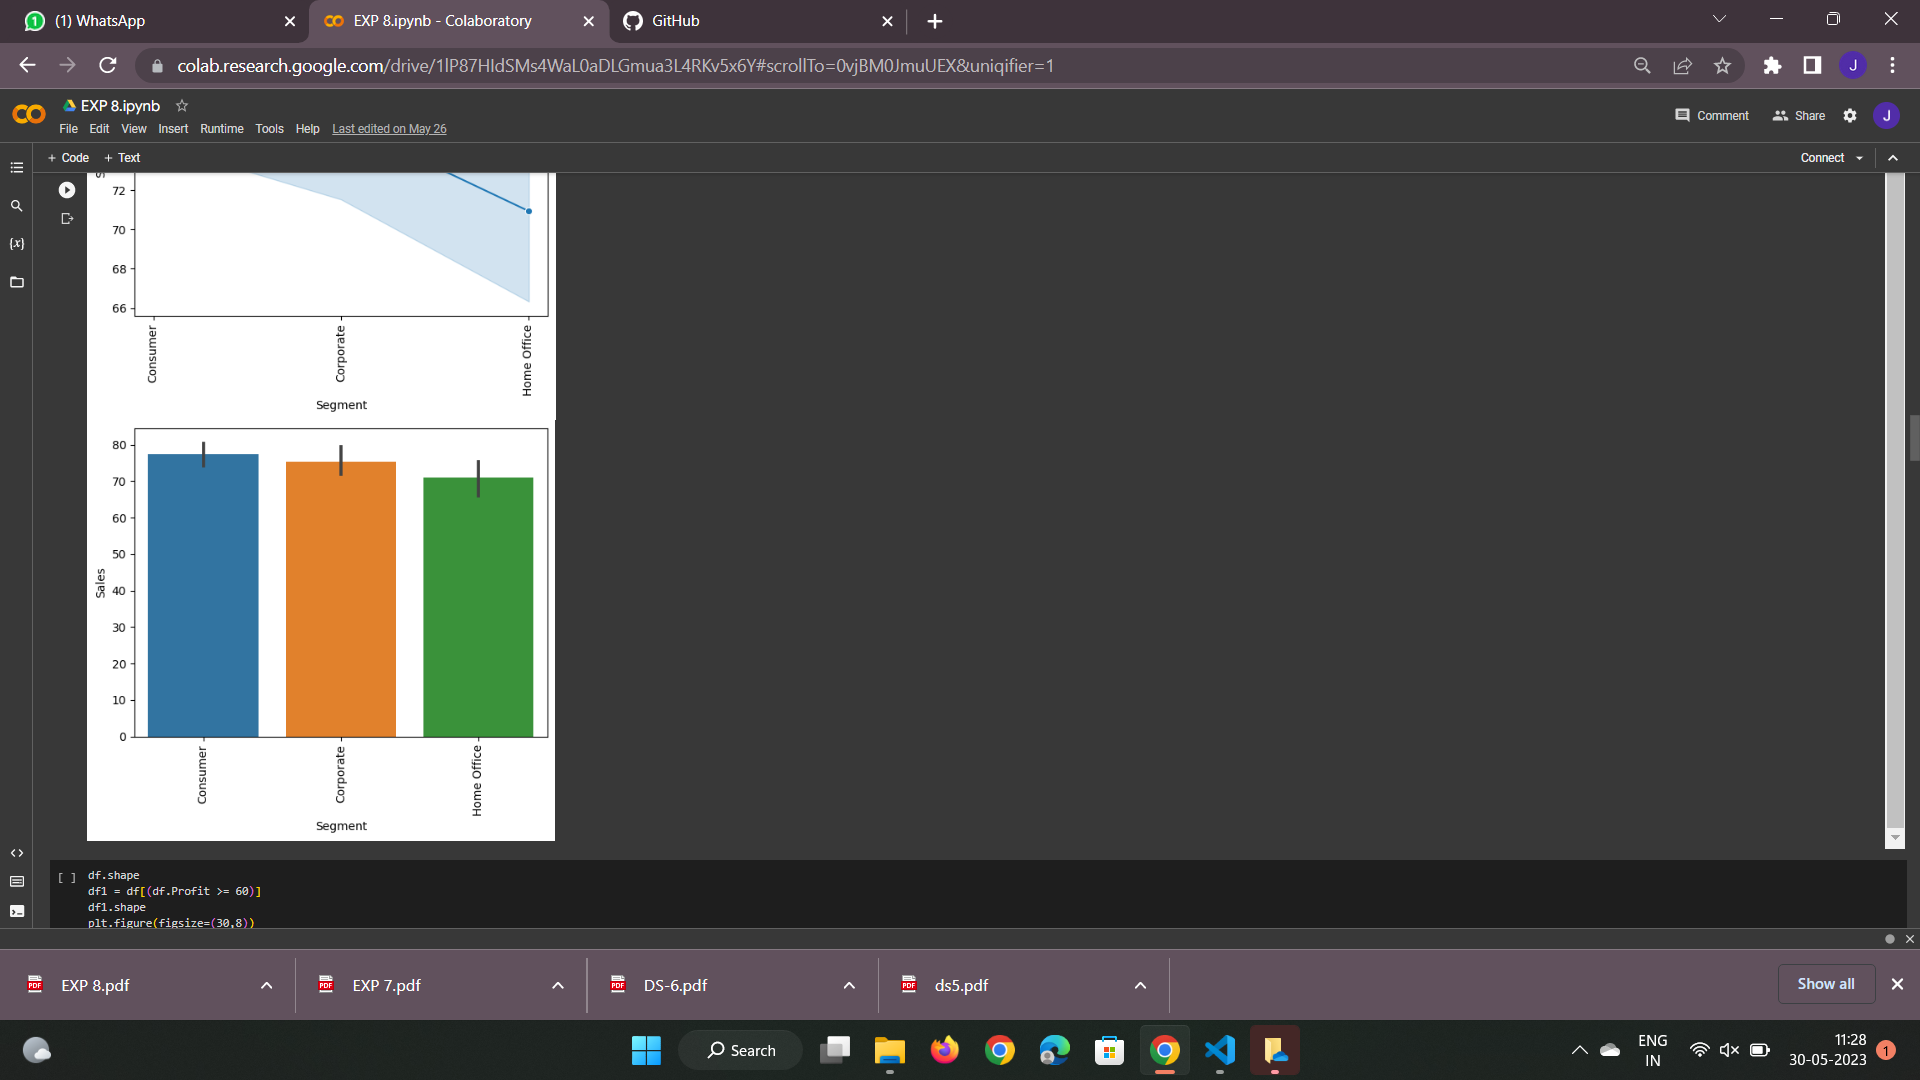 (1) WhatsApp
EXP 8.ipynb - Colaboratory
GitHub
colab.research.google.com/drive/1lP87HIdSMs4WaL0aDLGmua3L4RKv5x6Y#scrollTo=0vjBM0JmuUEX&uniqifier=1
J
EXP 8.ipynb
File Edit View Insert Runtime Tools Help Last edited on May 26
Comment Share J
+ Code + Text
Connect
72
70
68
66
Consumer
Corporate
Home Office
Segment
80
70
60
50
40
30
20
10
0
Sales
Consumer
Corporate
Home Office
Segment
[ ] df.shape
df1 = df[(df.Profit >= 60)]
df1.shape
plt.figure(figsize=(30,8))
EXP 8.pdf
EXP 7.pdf
DS-6.pdf
ds5.pdf
Show all
Search
ENG
IN
11:28
30-05-2023
1